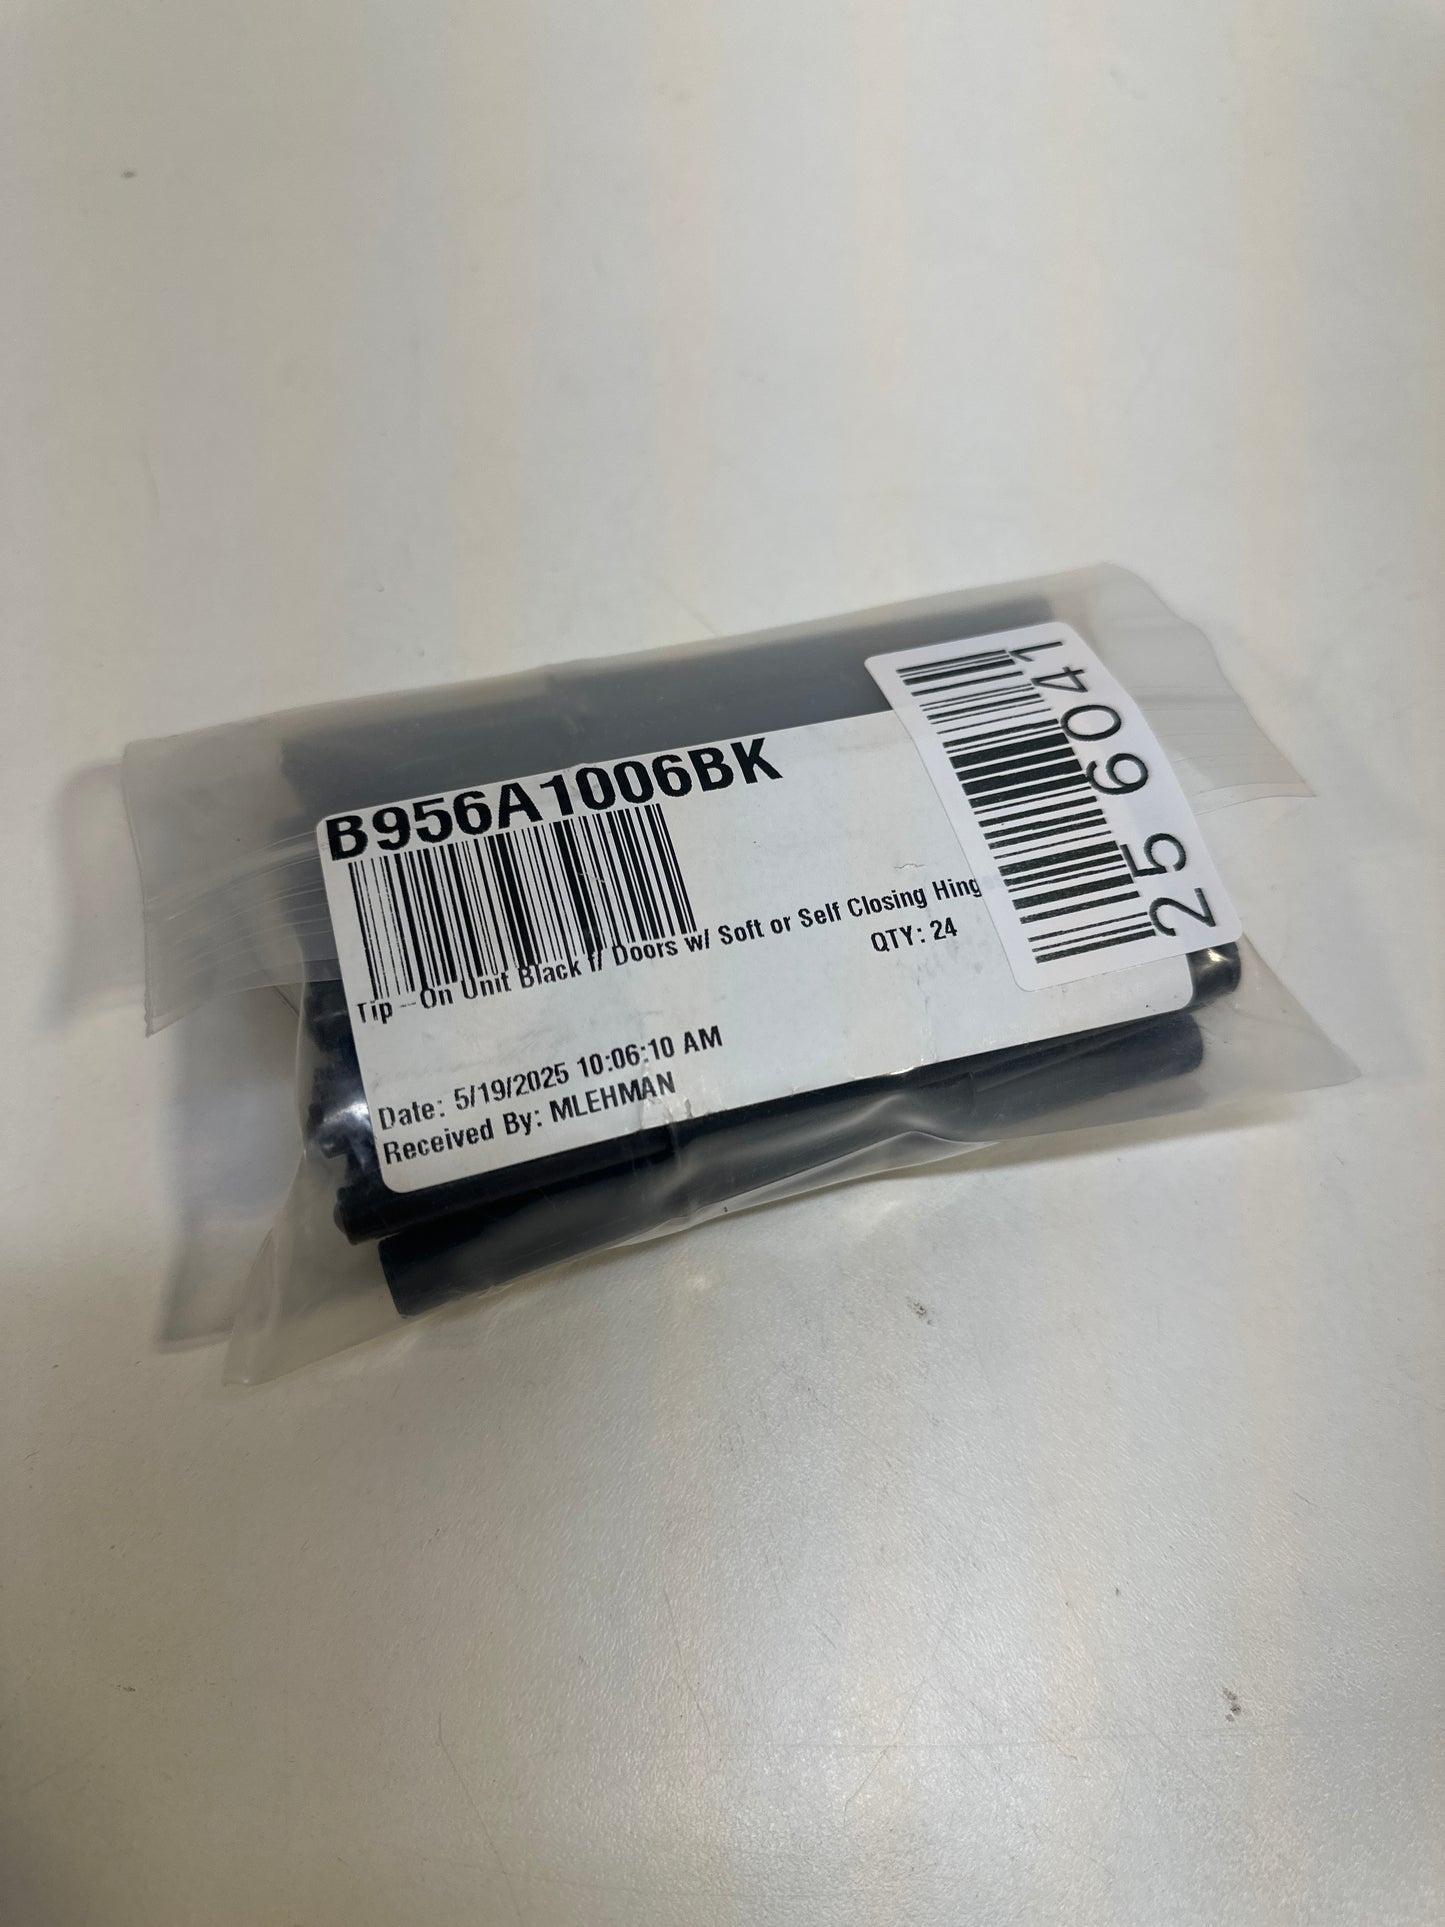 B956A1006BK
Tip - On Unit Black f/ Doors w/ Soft or Self Closing Hing
QTY: 24
Date: 5/19/2025 10:06:10 AM
Received By: MLEHMAN
25 6041